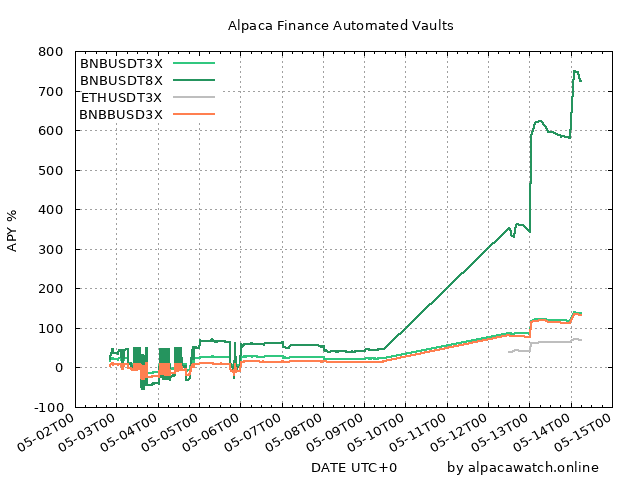 Alpaca Finance Automated Vaults
BNBUSDT3X
BNBUSDT8X
ETHUSDT3X
BNBBUSD3X
APY %
800
700
600
500
400
300
200
100
0
-100
05-02T00
05-03T00
05-04T00
05-05T00
05-06T00
05-07T00
05-08T00
05-09T00
05-10T00
05-11T00
05-12T00
05-13T00
05-14T00
05-15T00
DATE UTC+0
by alpacawatch.online